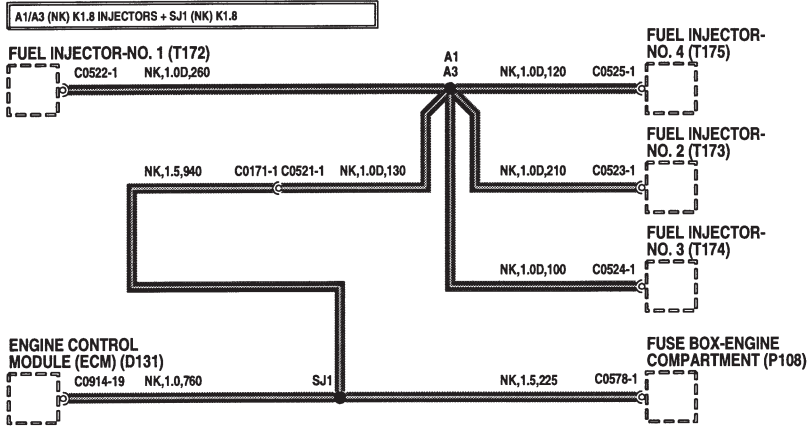 A1/A3 (NK) K1.8 INJECTORS + SJ1 (NK) K1.8
FUEL INJECTOR-NO. 1 (T172)
C0522-1
NK,1.0D,260
A1
A3
NK,1.0D,120
C0525-1
FUEL INJECTOR-
NO. 4 (T175)
FUEL INJECTOR-
NO. 2 (T173)
NK,1.5,940
C0171-1 C0521-1
NK,1.0D,130
NK,1.0D,210
C0523-1
FUEL INJECTOR-
NO. 3 (T174)
NK,1.0D,100
C0524-1
ENGINE CONTROL
MODULE (ECM) (D131)
C0914-19
NK,1.0,760
SJ1
NK,1.5,225
C0578-1
FUSE BOX-ENGINE
COMPARTMENT (P108)